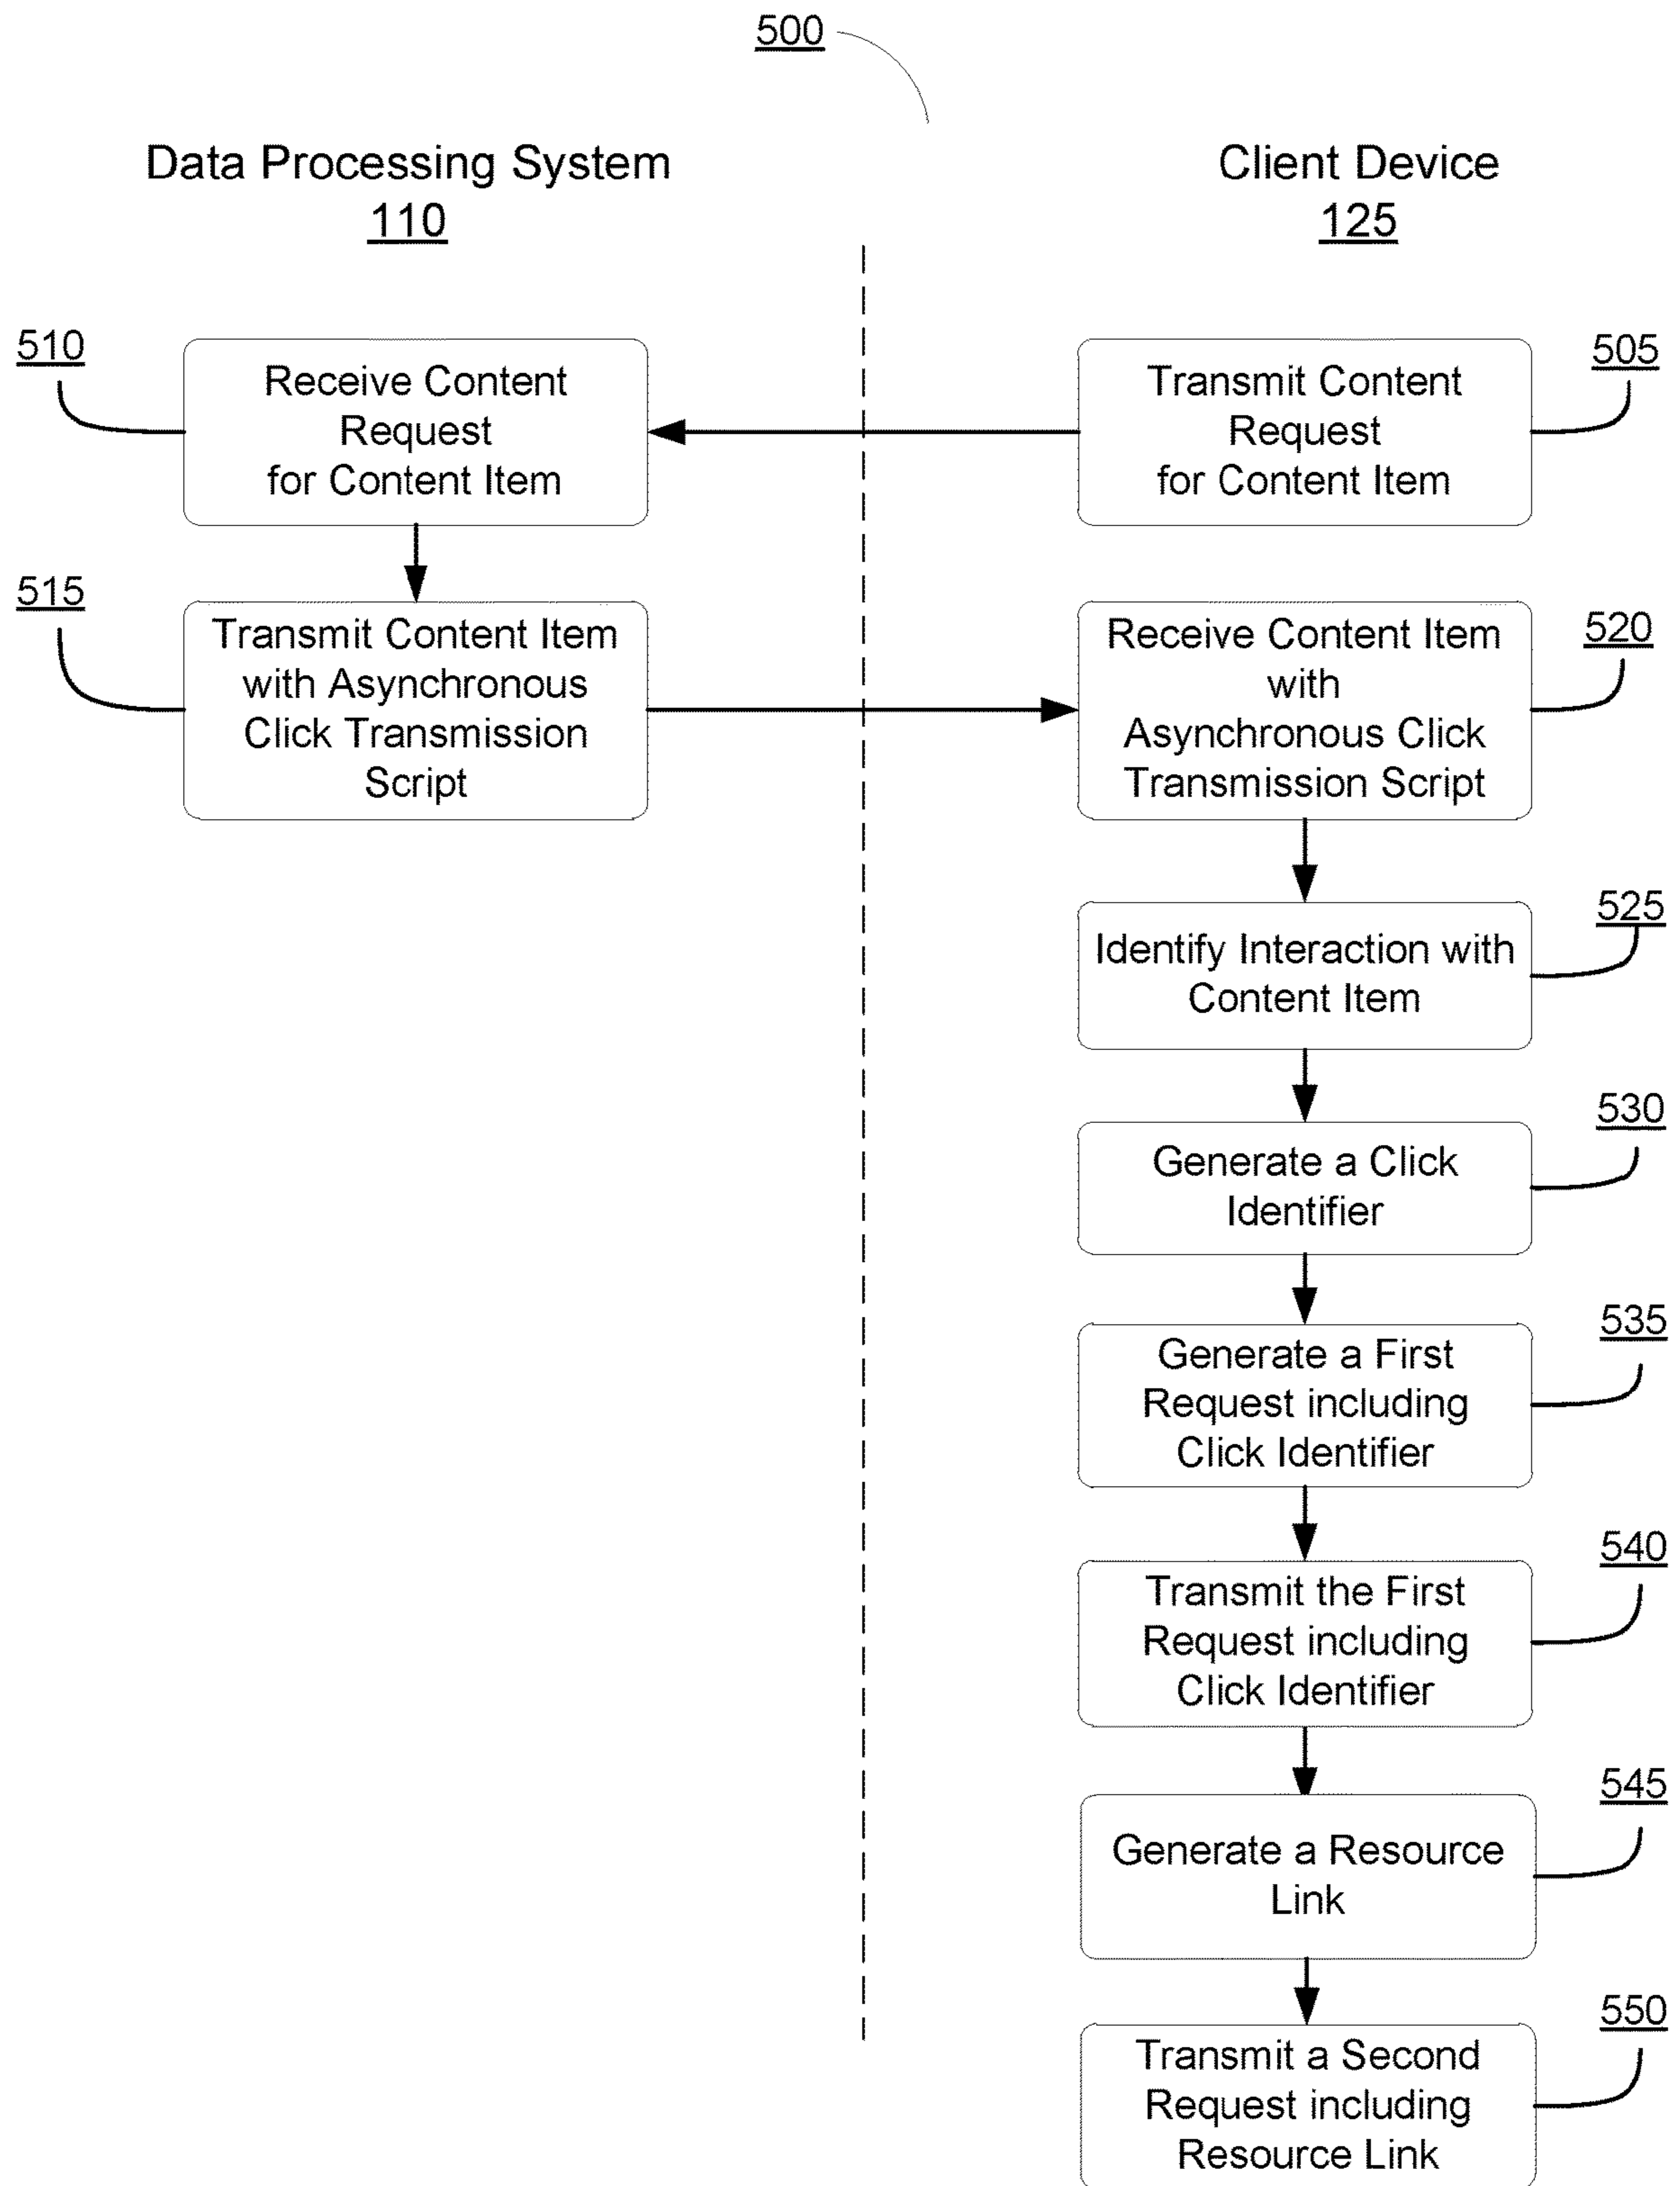 500
Data Processing System
110
Client Device
125
510
Receive Content
Request
for Content Item
Transmit Content
Request
for Content Item
505
515
Transmit Content Item
with Asynchronous
Click Transmission
Script
Receive Content Item
with
Asynchronous Click
Transmission Script
520
Identify Interaction with
Content Item
525
Generate a Click
Identifier
530
Generate a First
Request including
Click Identifier
535
Transmit the First
Request including
Click Identifier
540
Generate a Resource
Link
545
Transmit a Second
Request including
Resource Link
550